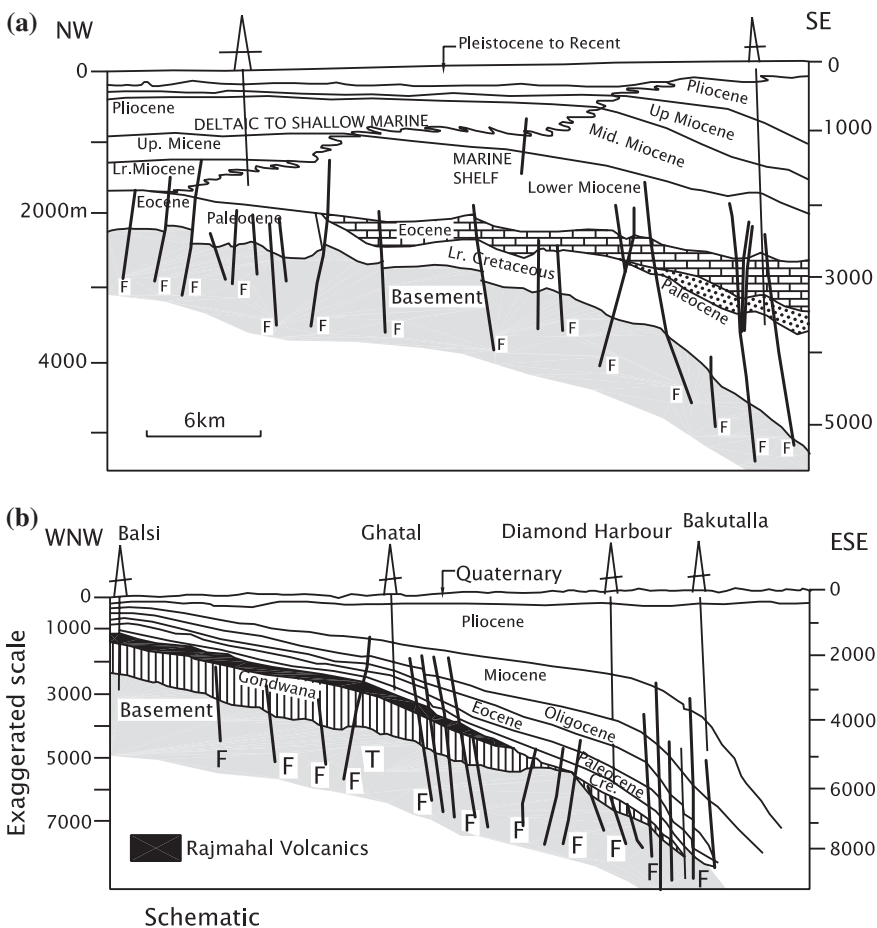 (a) NW SE
Pleistocene to Recent
0 0
Pliocene Pliocene
DELTAIC TO SHALLOW MARINE Up Miocene
1000
Up. Micene Mid. Miocene
MARINE
SHELF
Lr.Miocene Lower Miocene
Eocene
2000m Paleocene Eocene
Lr. Cretaceous
3000
Basement Paleocene
F F F F F F F F F F F F F F
4000
5000
6km
(b) WNW Balsi Ghatal Diamond Harbour Bakutalla ESE
Quaternary
0 0
Pliocene
1000
2000
Miocene
3000 Gondwana
Basement Eocene Oligocene 4000
5000 Paleocene
Cre. 6000
F F F F T F F F F F F F
7000
8000
Exaggerated scale
Rajmahal Volcanics
Schematic